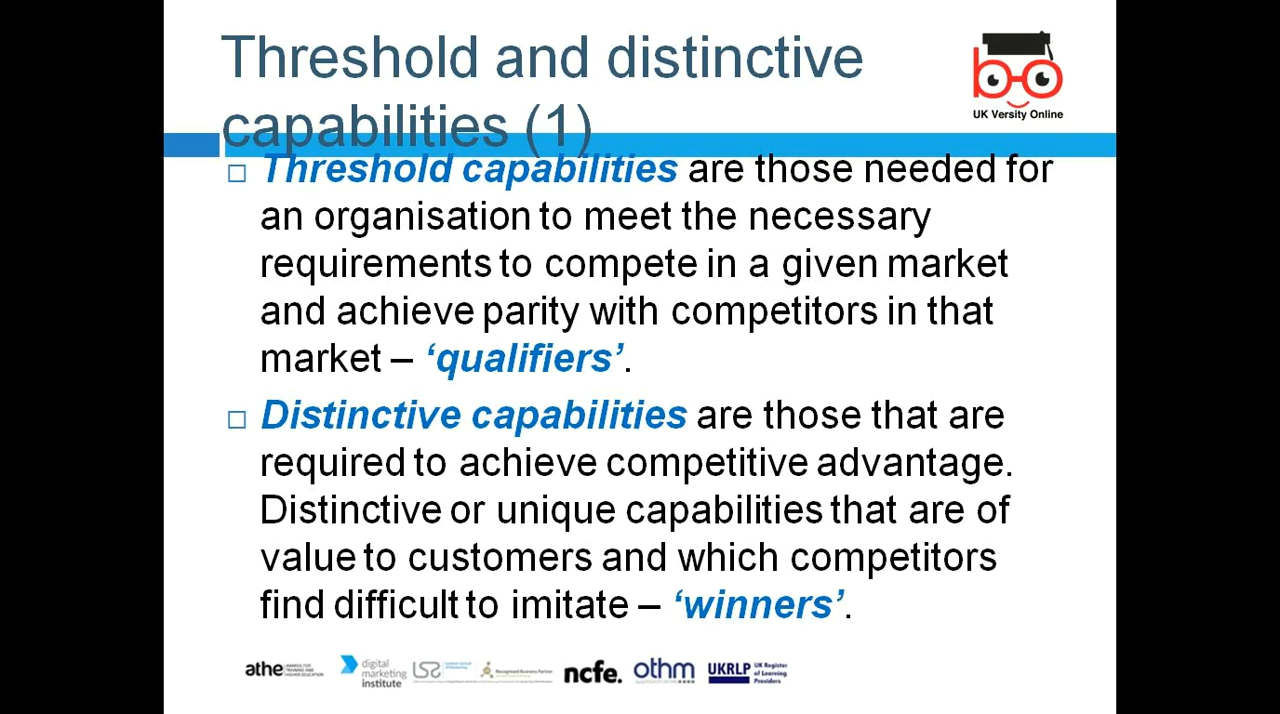 Threshold and distinctive
capabilities (1)
UK Versity Online
Threshold capabilities are those needed for
an organisation to meet the necessary
requirements to compete in a given market
and achieve parity with competitors in that
market – ‘qualifiers’.
Distinctive capabilities are those that are
required to achieve competitive advantage.
Distinctive or unique capabilities that are of
value to customers and which competitors
find difficult to imitate – ‘winners’.
athe AWARDS FOR TRAINING AND HIGHER EDUCATION
digital
marketing
institute
Recognised Business Partner
ncfe.
othm
UKRLP UK Register
of Learning
Providers